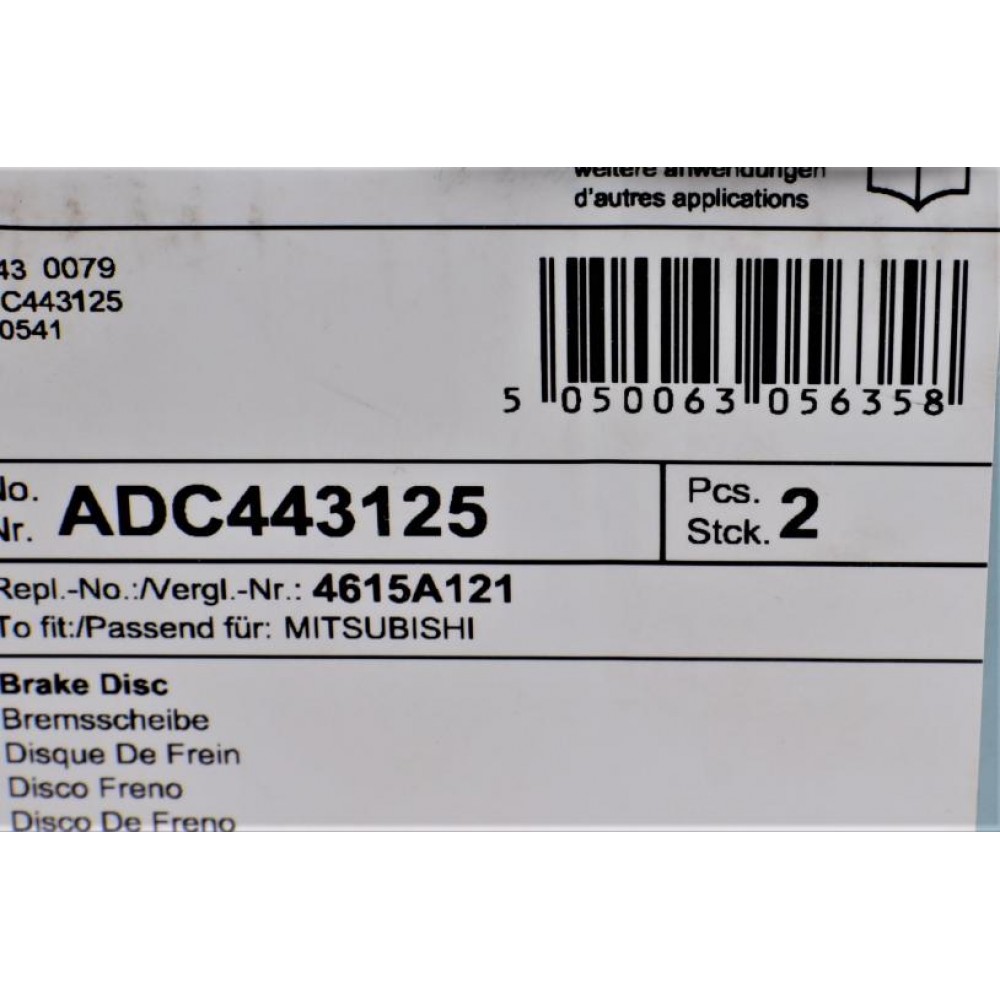 weitere anwendungen
d'autres applications
43 0079
C443125
0541
5 050063 056358
No.
Nr. ADC443125
Pcs.
Stck. 2
Repl.-No.:/Vergl.-Nr.: 4615A121
To fit:/Passend für: MITSUBISHI
Brake Disc
Bremsscheibe
Disque De Frein
Disco Freno
Disco De Freno